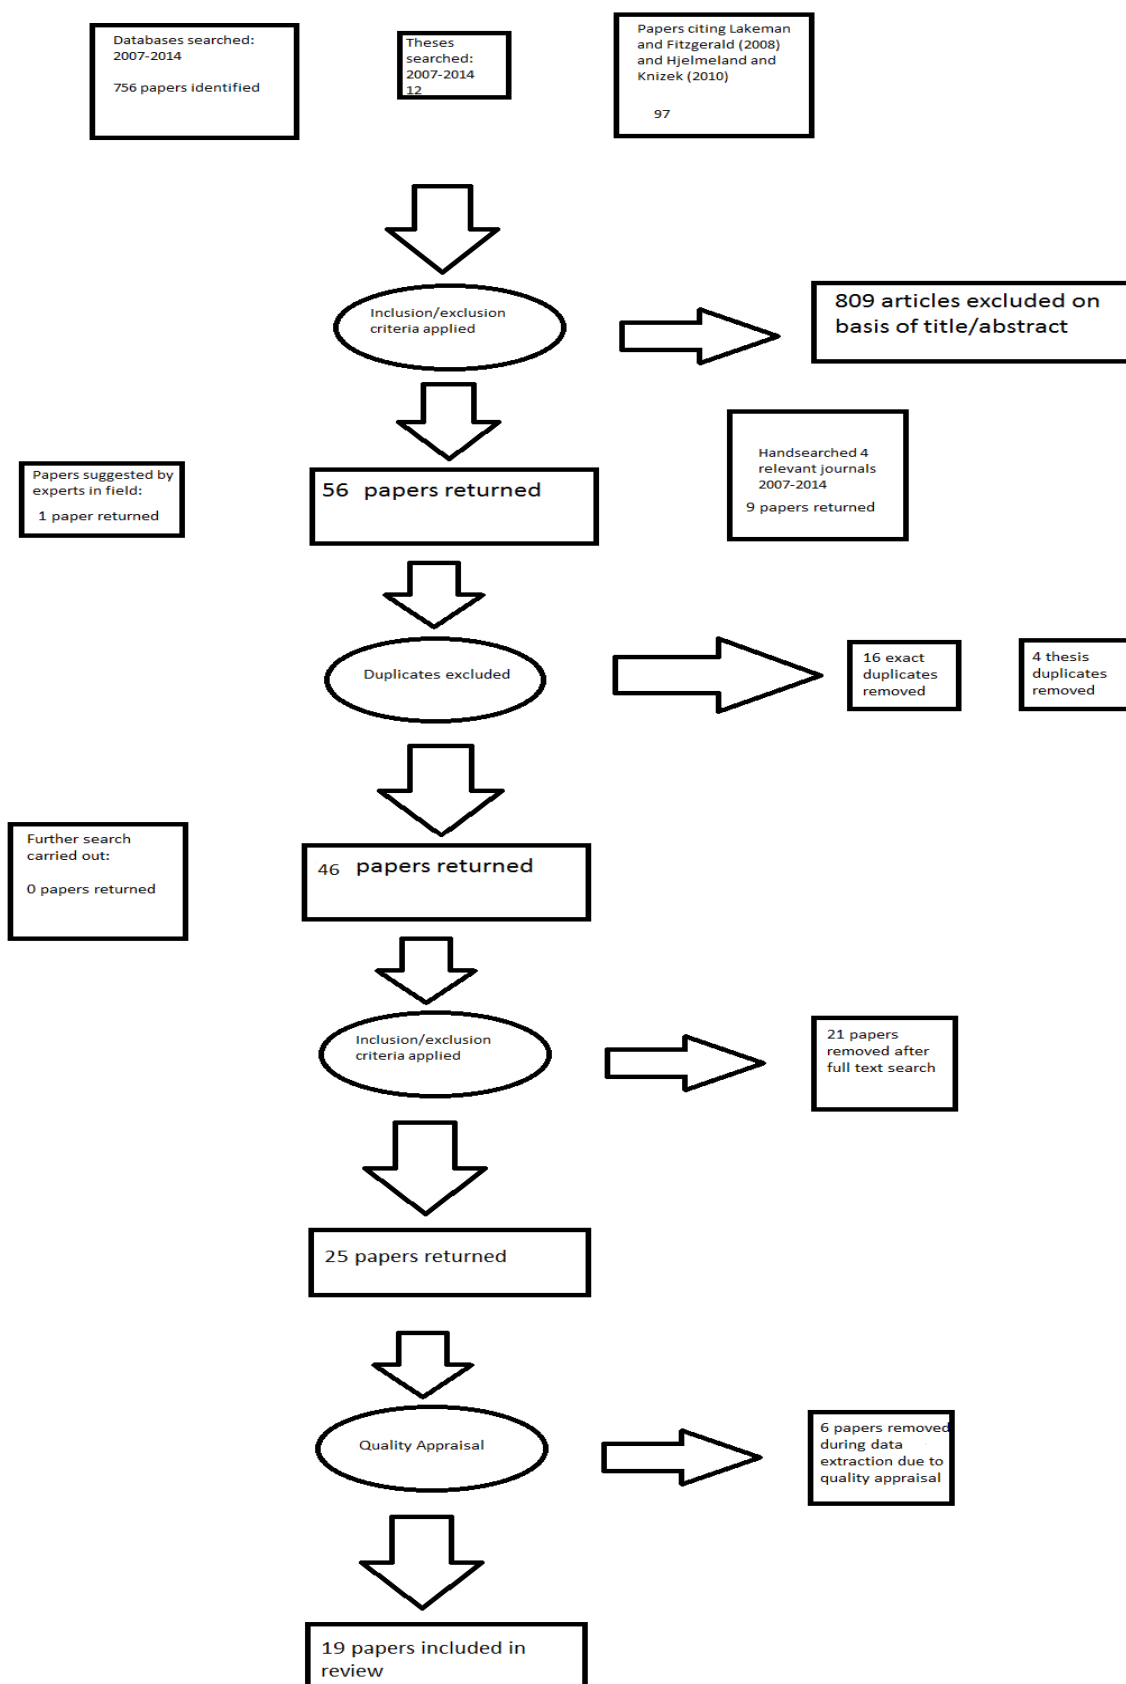 Databases searched:
2007-2014
756 papers identified
Theses
searched:
2007-2014
12
Papers citing Lakeman
and Fitzgerald (2008)
and Hjelmeland and
Knizek (2010)
97
Inclusion/exclusion
criteria applied
809 articles excluded on
basis of title/abstract
Papers suggested by
experts in field:
1 paper returned
56 papers returned
Handsearched 4
relevant journals
2007-2014
9 papers returned
Duplicates excluded
16 exact
duplicates
removed
4 thesis
duplicates
removed
Further search
carried out:
0 papers returned
46 papers returned
Inclusion/exclusion
criteria applied
21 papers
removed after
full text search
25 papers returned
Quality Appraisal
6 papers removed
during data
extraction due to
quality appraisal
19 papers included in
review